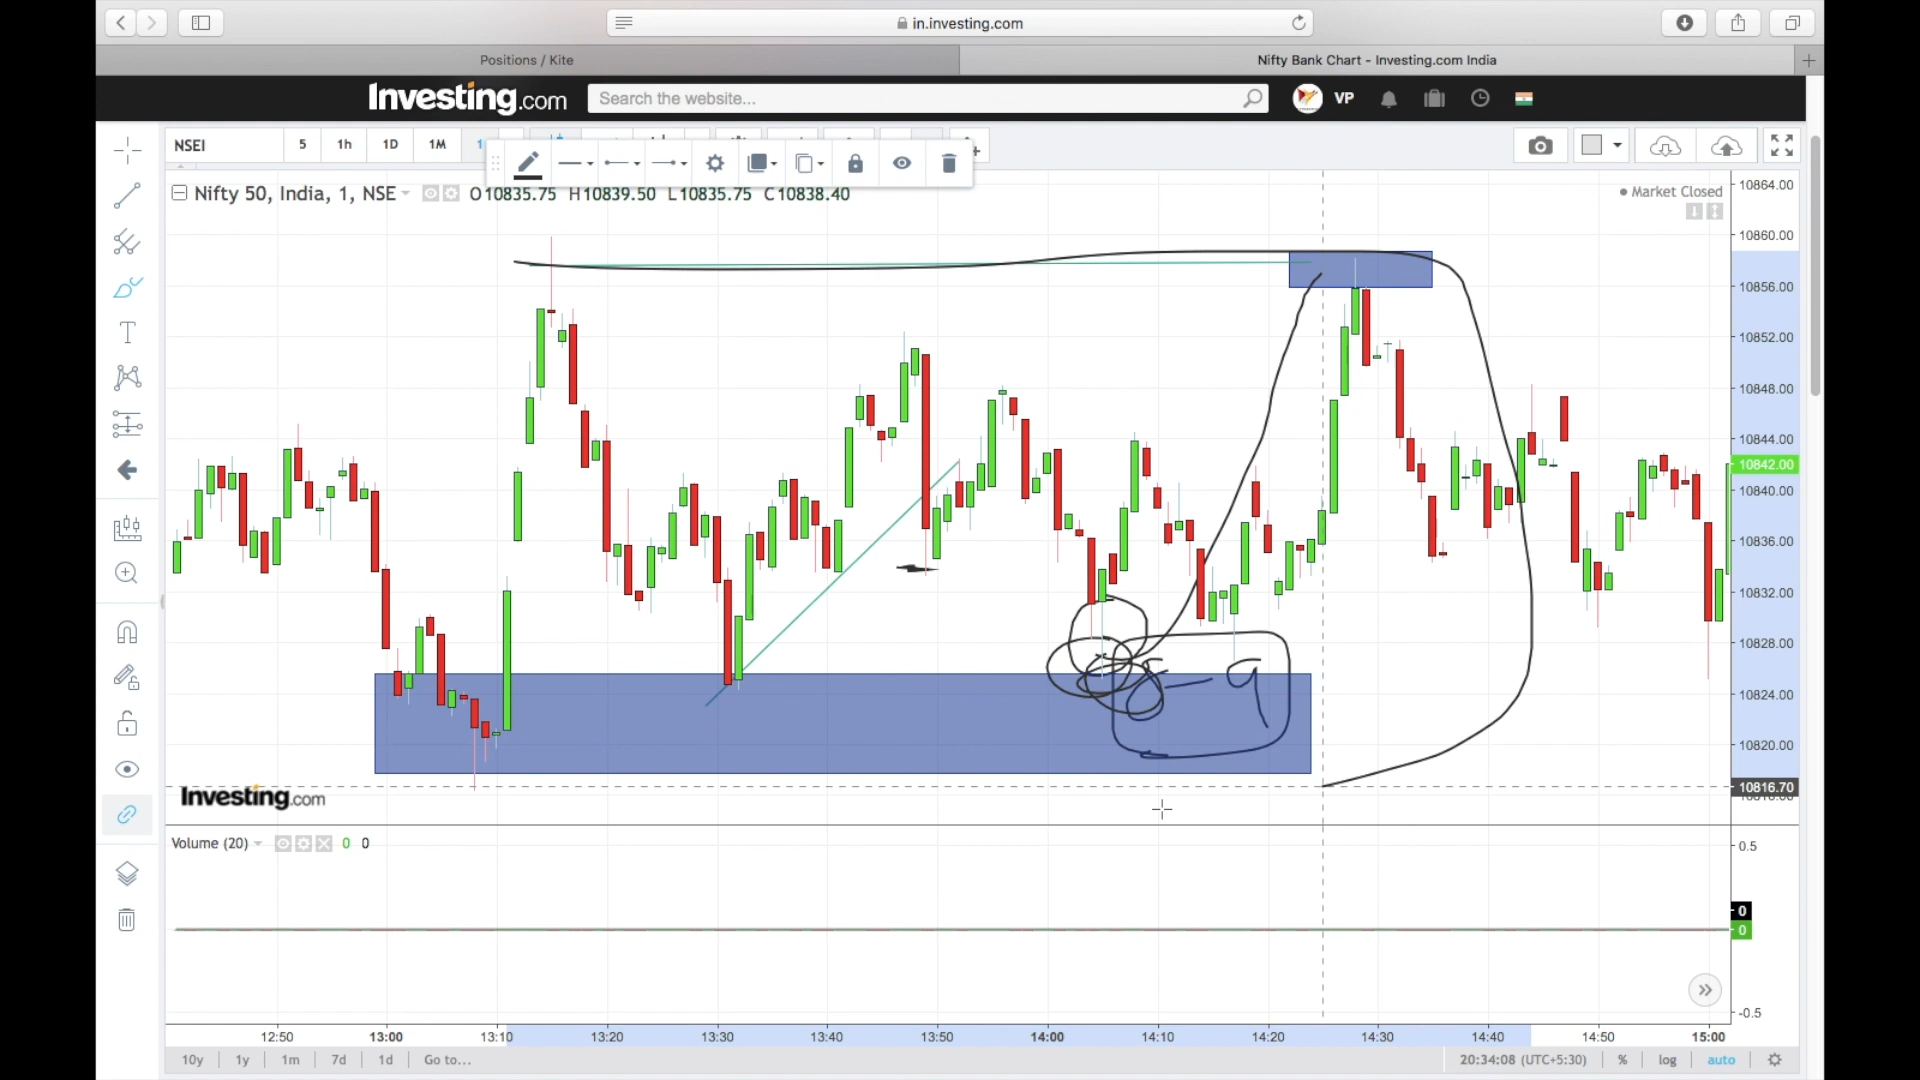 in.investing.com
Positions / Kite
Nifty Bank Chart - Investing.com India
Investing.com
Search the website...
VP
NSEI
5
1h
1D
1M
Nifty 50, India, 1, NSE
O10835.75 H10839.50 L10835.75 C10838.40
Market Closed
10864.00
10860.00
10856.00
10852.00
10848.00
10844.00
10842.00
10840.00
10836.00
10832.00
10828.00
10824.00
10820.00
10816.70
8-9
Investing.com
Volume (20) 0 0
0.5
0
0
-0.5
12:50 13:00 13:10 13:20 13:30 13:40 13:50 14:00 14:10 14:20 14:30 14:40 14:50 15:00
10y 1y 1m 7d 1d Go to... 20:34:08 (UTC+5:30) % log auto